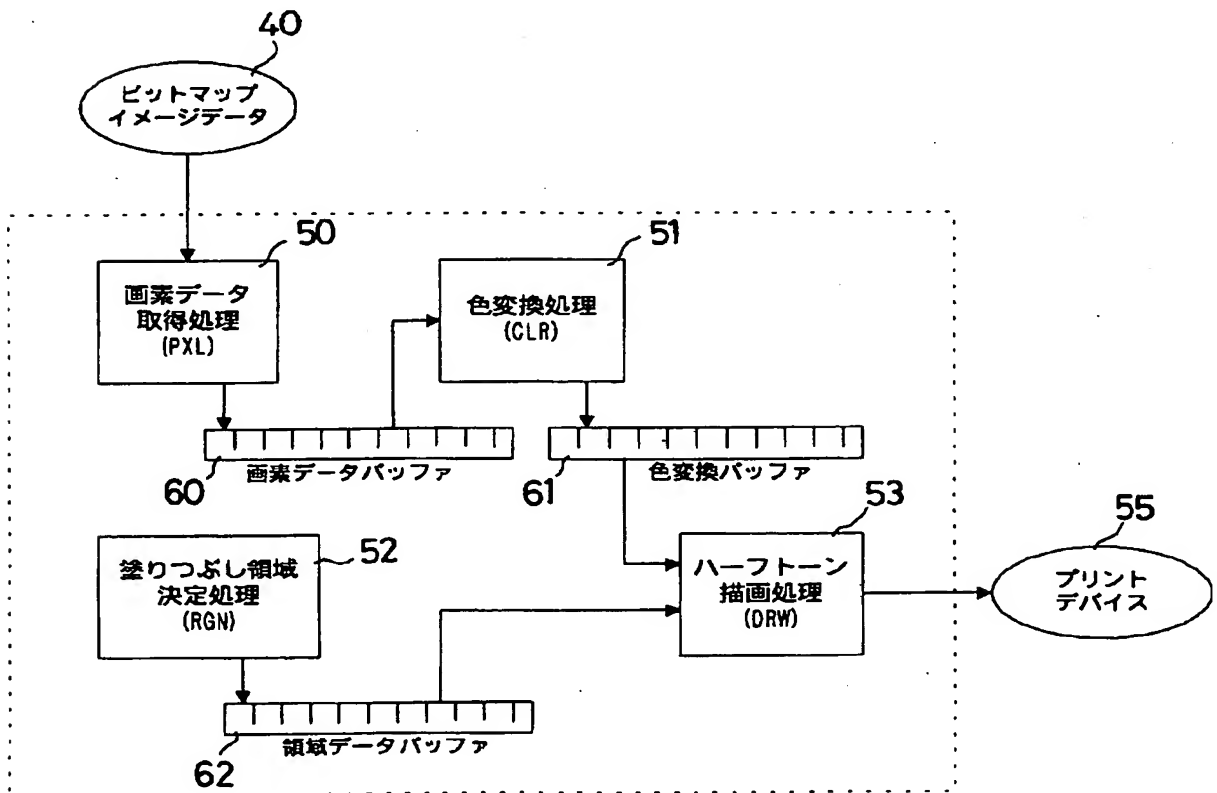 40
ビットマップ
イメージデータ
50
画素データ
取得処理
(PXL)
51
色変換処理
(CLR)
60
画素データバッファ
61
色変換バッファ
52
塗りつぶし領域
決定処理
(RGN)
53
ハーフトーン
描画処理
(DRW)
55
プリント
デバイス
62
領域データバッファ